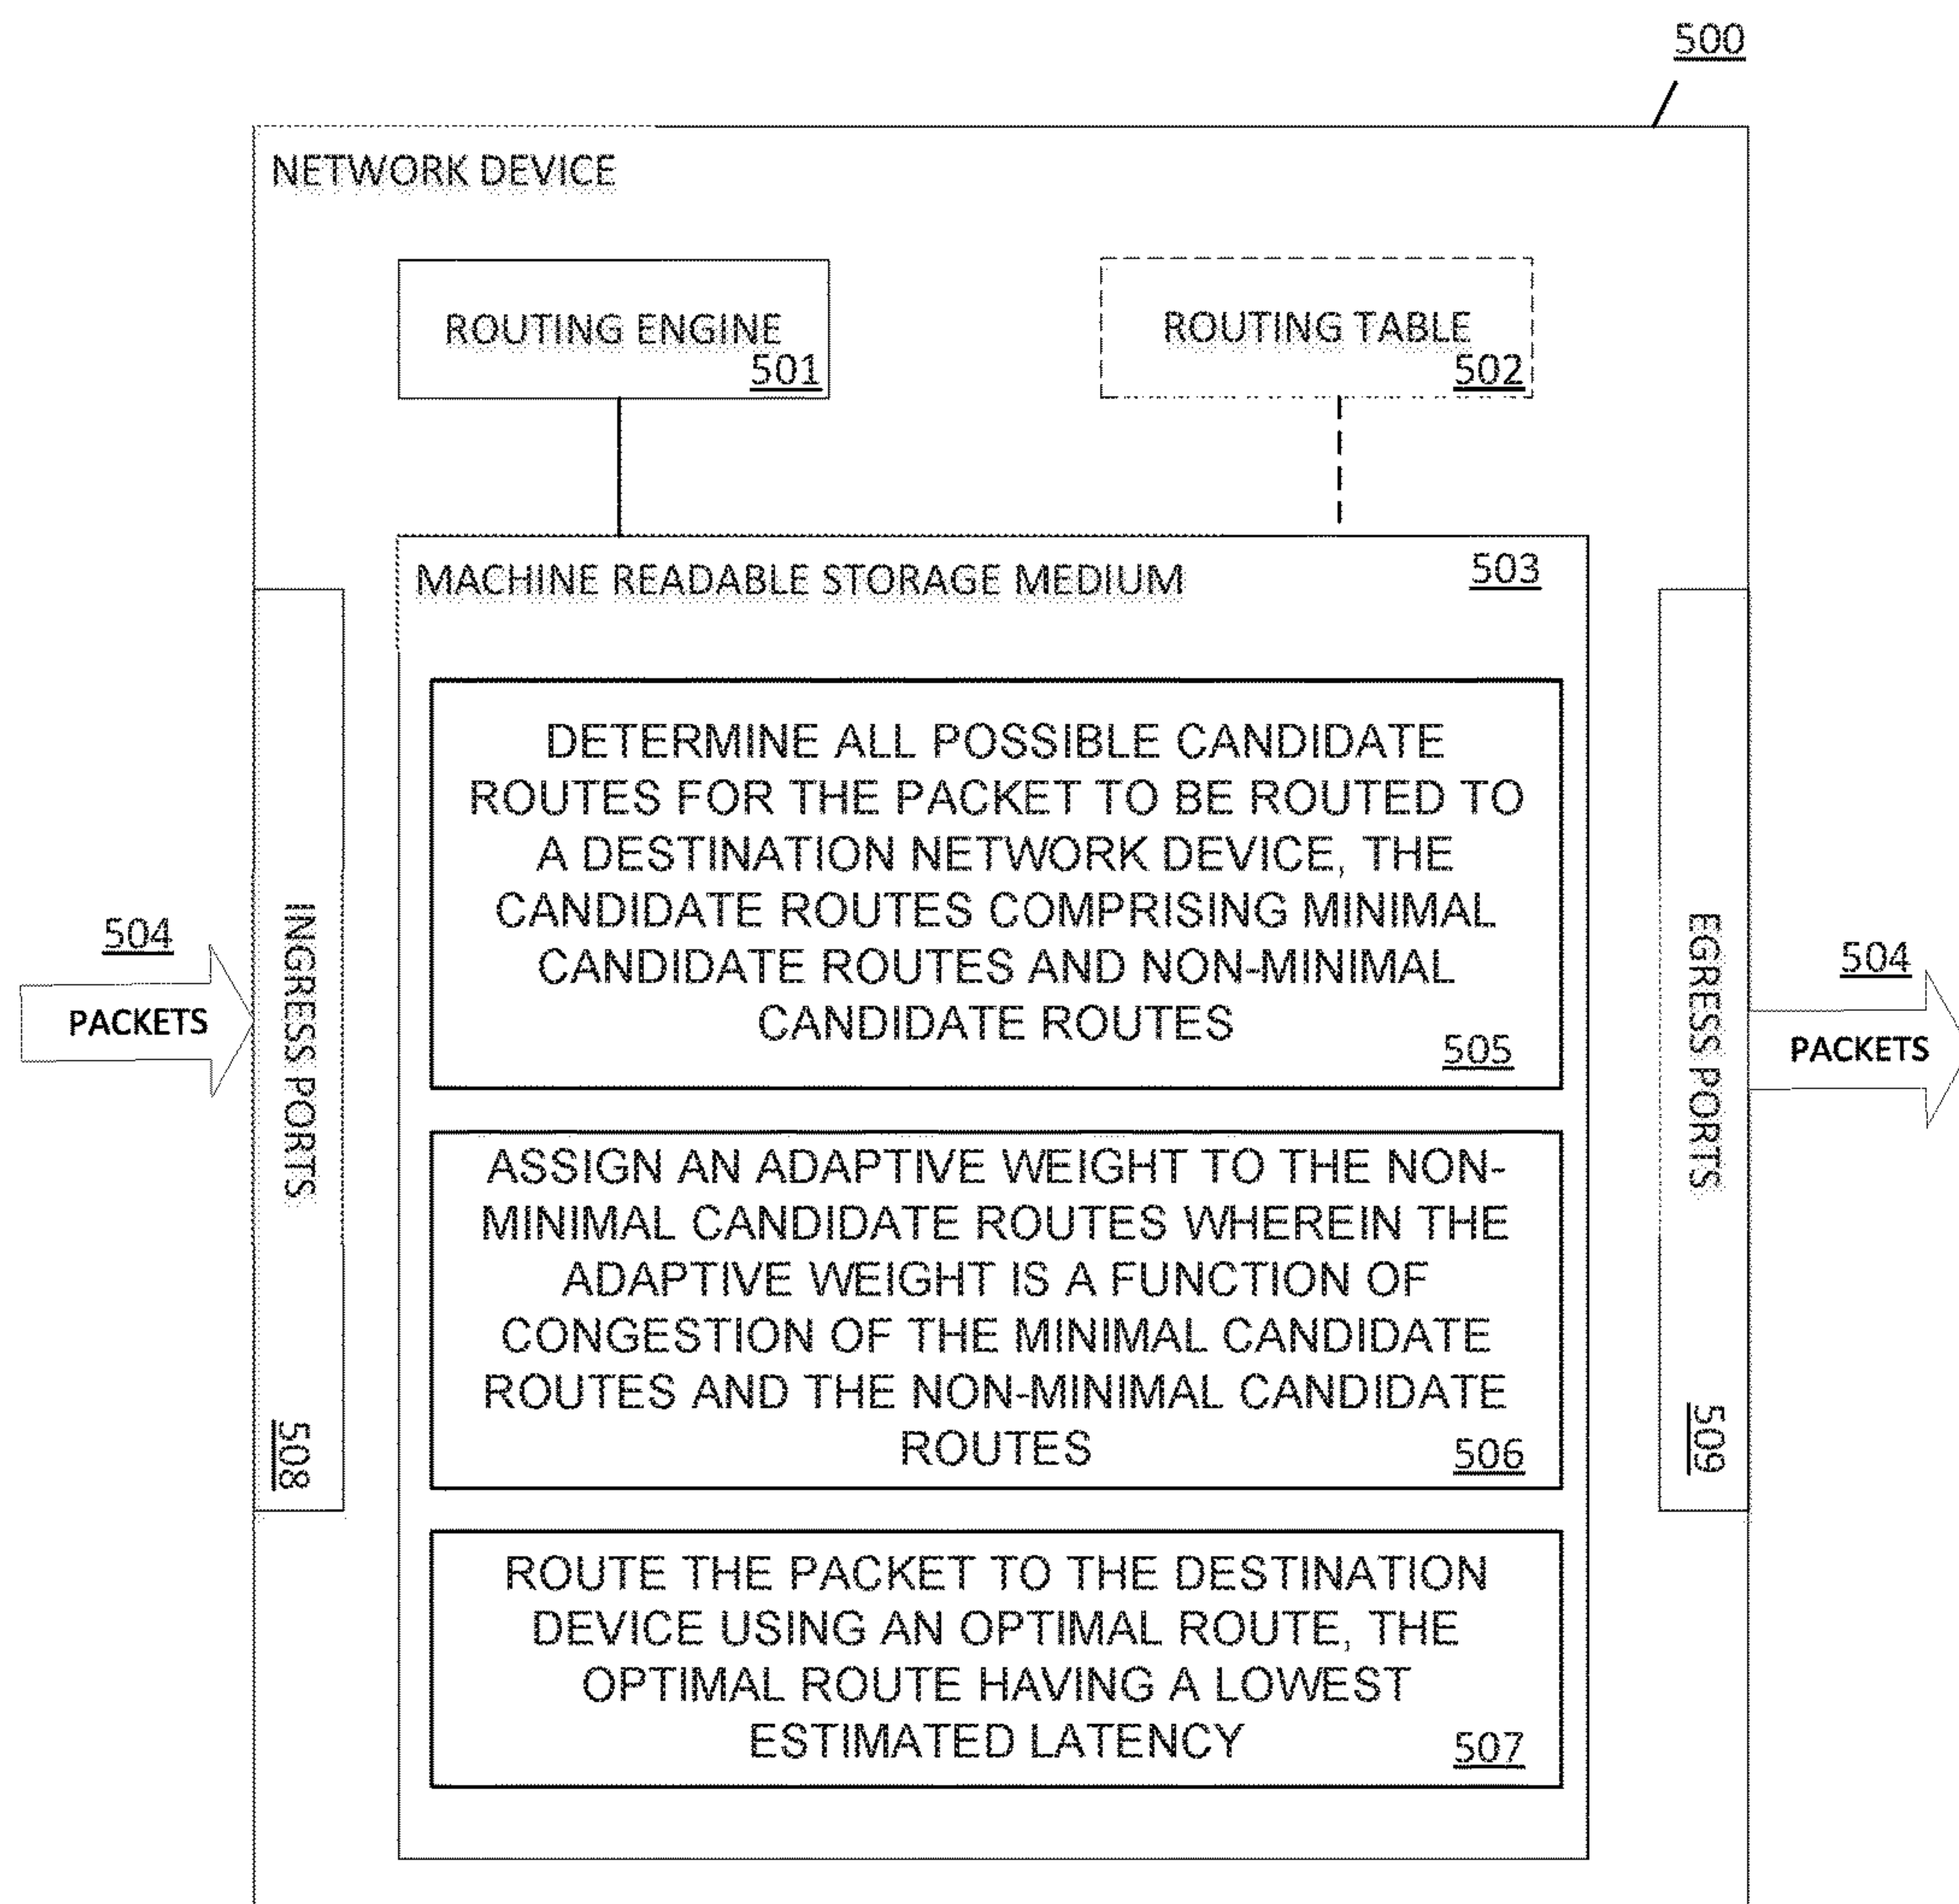 500
NETWORK DEVICE
ROUTING ENGINE
501
ROUTING TABLE
502
MACHINE READABLE STORAGE MEDIUM
503
DETERMINE ALL POSSIBLE CANDIDATE
ROUTES FOR THE PACKET TO BE ROUTED TO
A DESTINATION NETWORK DEVICE, THE
CANDIDATE ROUTES COMPRISING MINIMAL
CANDIDATE ROUTES AND NON-MINIMAL
CANDIDATE ROUTES
505
ASSIGN AN ADAPTIVE WEIGHT TO THE NON-
MINIMAL CANDIDATE ROUTES WHEREIN THE
ADAPTIVE WEIGHT IS A FUNCTION OF
CONGESTION OF THE MINIMAL CANDIDATE
ROUTES AND THE NON-MINIMAL CANDIDATE
ROUTES
506
ROUTE THE PACKET TO THE DESTINATION
DEVICE USING AN OPTIMAL ROUTE, THE
OPTIMAL ROUTE HAVING A LOWEST
ESTIMATED LATENCY
507
504
PACKETS
INGRESS PORTS
508
EGRESS PORTS
509
504
PACKETS